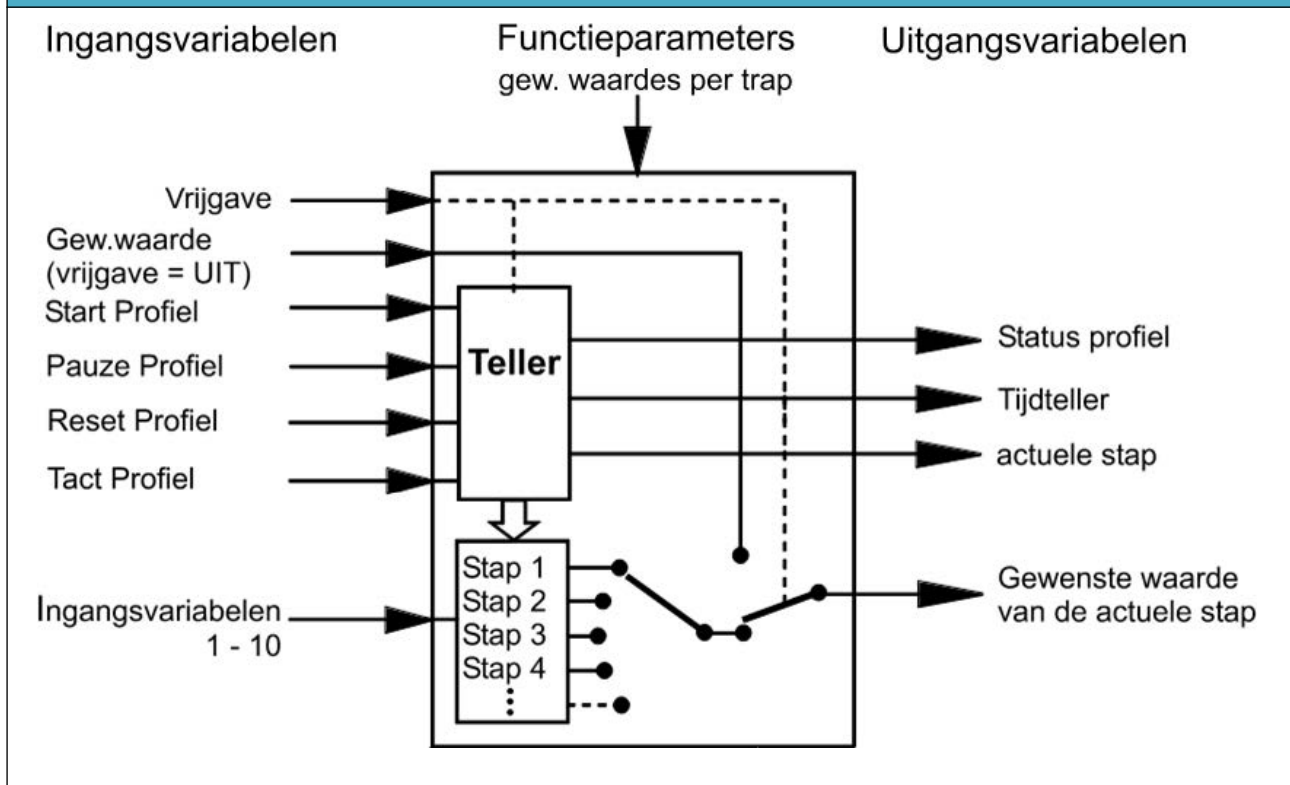 Ingangsvariabelen
Functieparameters
gew. waardes per trap
Uitgangsvariabelen
Vrijgave
Gew.waarde
(vrijgave = UIT)
Start Profiel
Pauze Profiel
Reset Profiel
Tact Profiel
Teller
Status profiel
Tijdteller
actuele stap
Ingangsvariabelen
1 - 10
Stap 1
Stap 2
Stap 3
Stap 4
Gewenste waarde
van de actuele stap